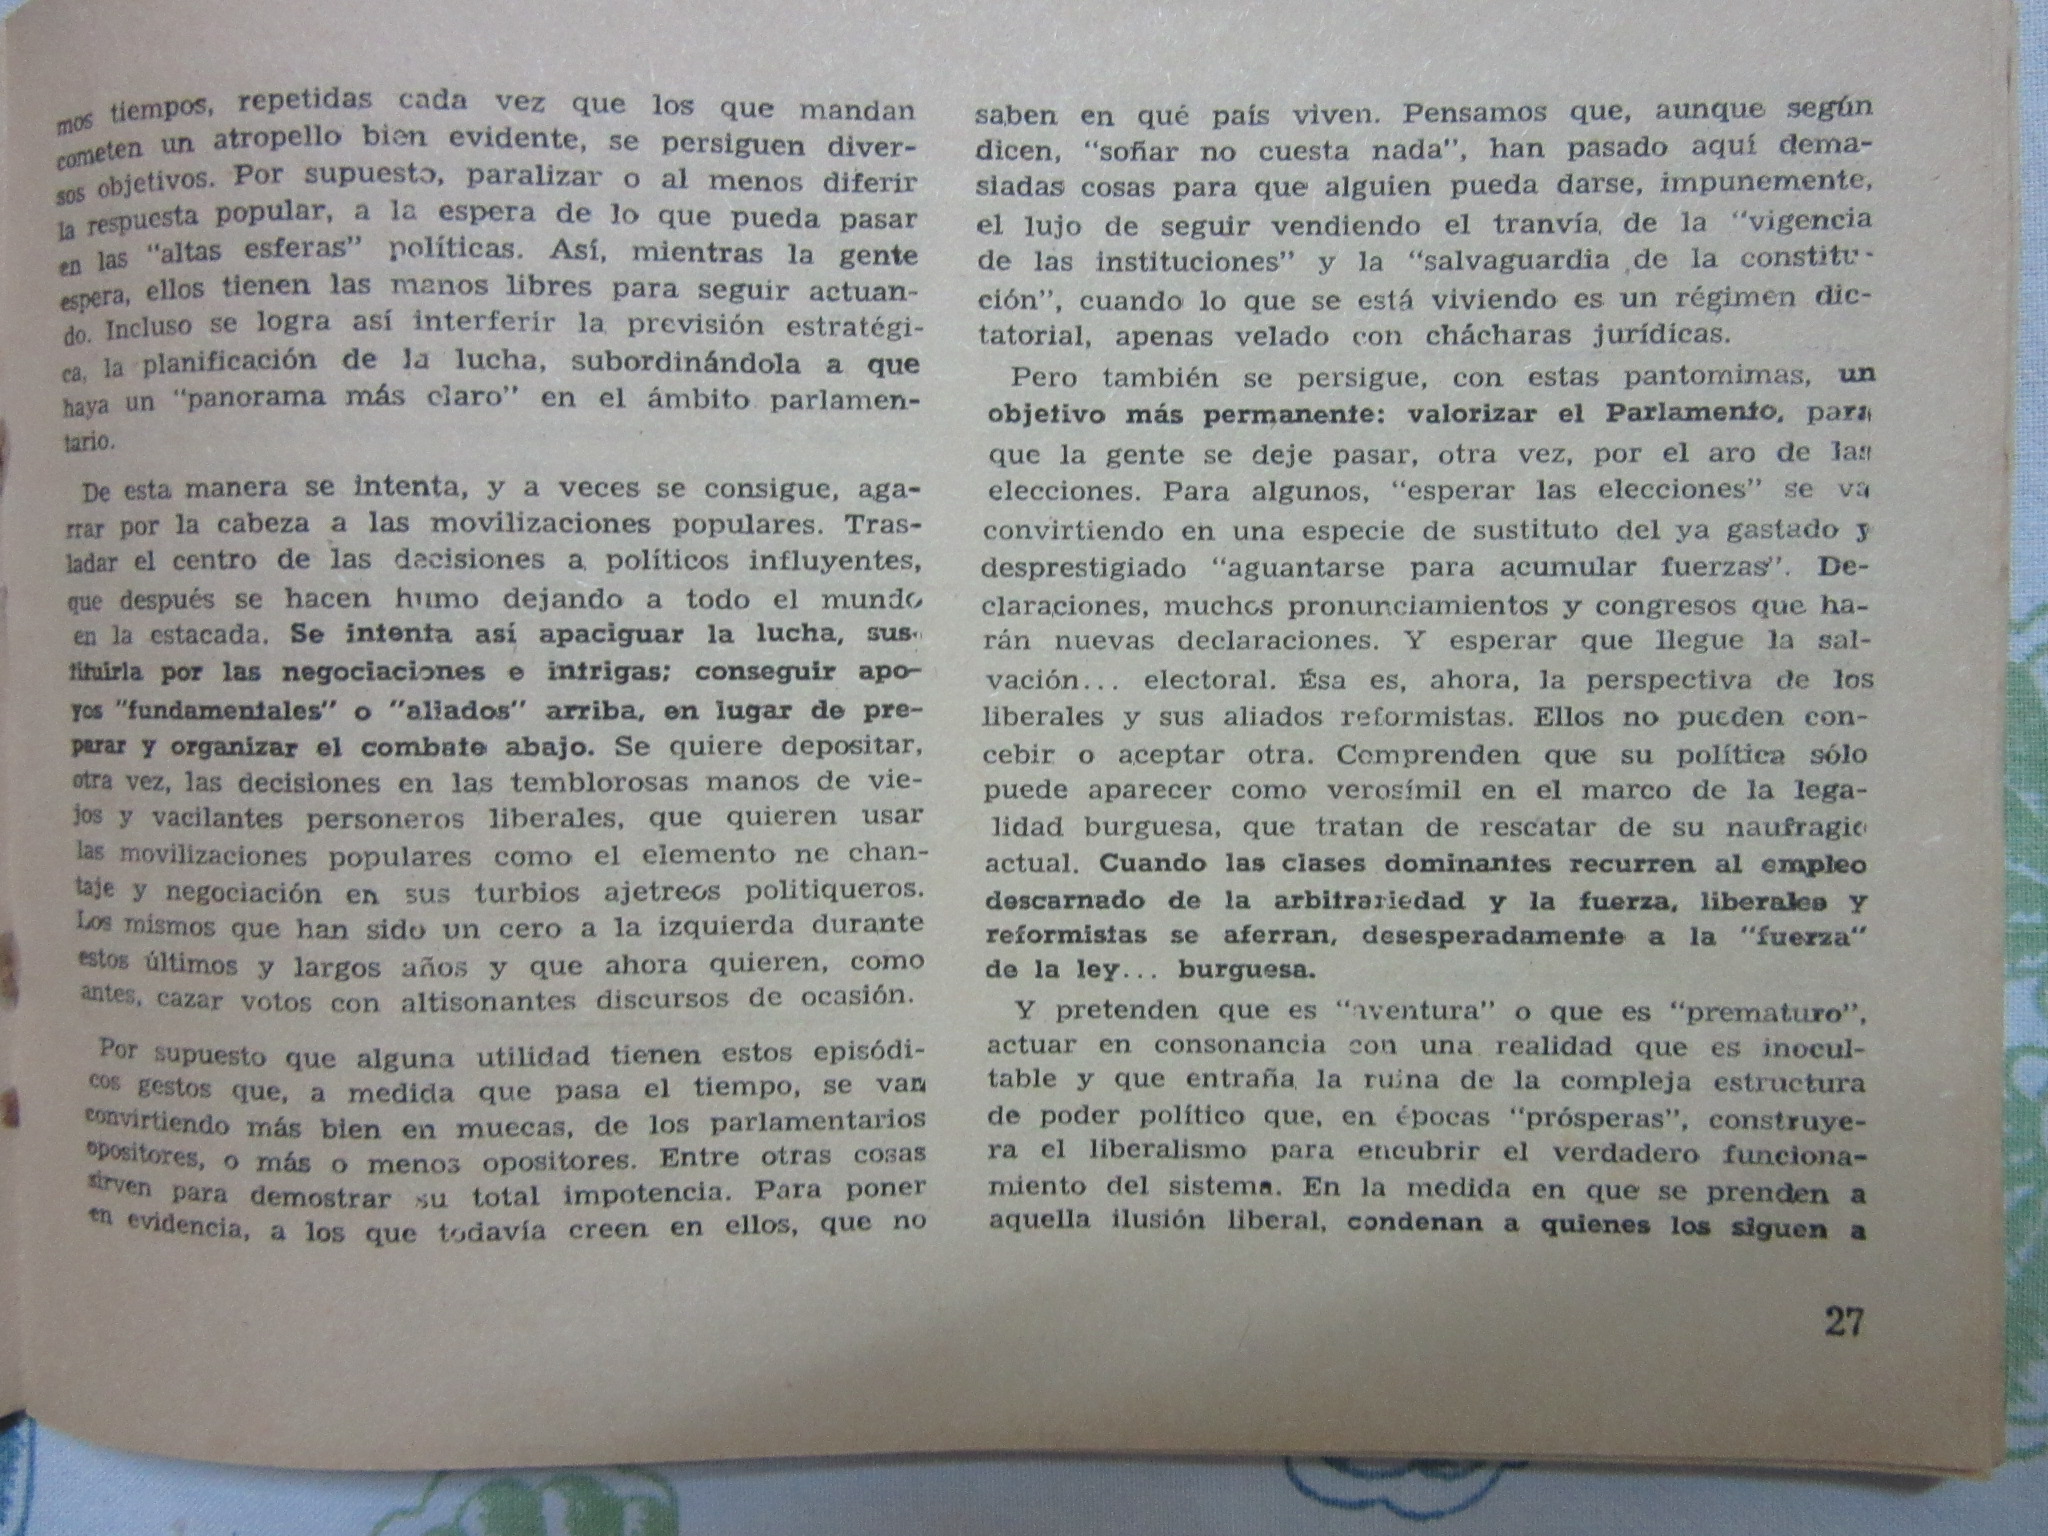 mos tiempos, repetidas cada vez que los que mandan
cometen un atropello bien evidente, se persiguen diver-
sos objetivos. Por supuesto, paralizar o al menos diferir
la respuesta popular, a la espera de lo que pueda pasar
en las "altas esferas" políticas. Así, mientras la gente
espera, ellos tienen las manos libres para seguir actuan-
do. Incluso se logra así interferir la previsión estratégi-
ca, la planificación de la lucha, subordinándola a que
haya un "panorama más claro" en el ámbito parlamen-
tario.
De esta manera se intenta, y a veces se consigue, aga-
rrar por la cabeza a las movilizaciones populares. Tras-
ladar el centro de las decisiones a políticos influyentes,
que después se hacen humo dejando a todo el mundo
en la estacada. Se intenta así apaciguar la lucha, sus-
tituirla por las negociaciones e intrigas; conseguir apo-
yos "fundamentales" o "aliados" arriba, en lugar de pre-
parar y organizar el combate abajo. Se quiere depositar,
otra vez, las decisiones en las temblorosas manos de vie-
jos y vacilantes personeros liberales, que quieren usar
las movilizaciones populares como el elemento ne chan-
taje y negociación en sus turbios ajetreos politiqueros.
Los mismos que han sido un cero a la izquierda durante
estos últimos y largos años y que ahora quieren, como
antes, cazar votos con altisonantes discursos de ocasión.
Por supuesto que alguna utilidad tienen estos episódi-
cos gestos que, a medida que pasa el tiempo, se van
convirtiendo más bien en muecas, de los parlamentarios
opositores, o más o menos opositores. Entre otras cosas
sirven para demostrar su total impotencia. Para poner
en evidencia, a los que todavía creen en ellos, que no
saben en qué país viven. Pensamos que, aunque según
dicen, "soñar no cuesta nada", han pasado aquí dema-
siadas cosas para que alguien pueda darse, impunemente,
el lujo de seguir vendiendo el tranvía de la "vigencia
de las instituciones" y la "salvaguardia de la constitu-
ción", cuando lo que se está viviendo es un régimen dic-
tatorial, apenas velado con chácharas jurídicas.
Pero también se persigue, con estas pantomimas, un
objetivo más permanente: valorizar el Parlamento, para
que la gente se deje pasar, otra vez, por el aro de las
elecciones. Para algunos, "esperar las elecciones" se va
convirtiendo en una especie de sustituto del ya gastado y
desprestigiado "aguantarse para acumular fuerzas". De-
claraciones, muchos pronunciamientos y congresos que ha-
rán nuevas declaraciones. Y esperar que llegue la sal-
vación... electoral. Ésa es, ahora, la perspectiva de los
liberales y sus aliados reformistas. Ellos no pueden con-
cebir o aceptar otra. Comprenden que su política sólo
puede aparecer como verosímil en el marco de la lega-
lidad burguesa, que tratan de rescatar de su naufragio
actual. Cuando las clases dominantes recurren al empleo
descarnado de la arbitrariedad y la fuerza, liberales y
reformistas se aferran, desesperadamente a la "fuerza"
de la ley... burguesa.
Y pretenden que es "aventura" o que es "prematuro",
actuar en consonancia con una realidad que es inocul-
table y que entraña la ruina de la compleja estructura
de poder político que, en épocas "prósperas", construye-
ra el liberalismo para encubrir el verdadero funciona-
miento del sistema. En la medida en que se prenden a
aquella ilusión liberal, condenan a quienes los siguen a
27